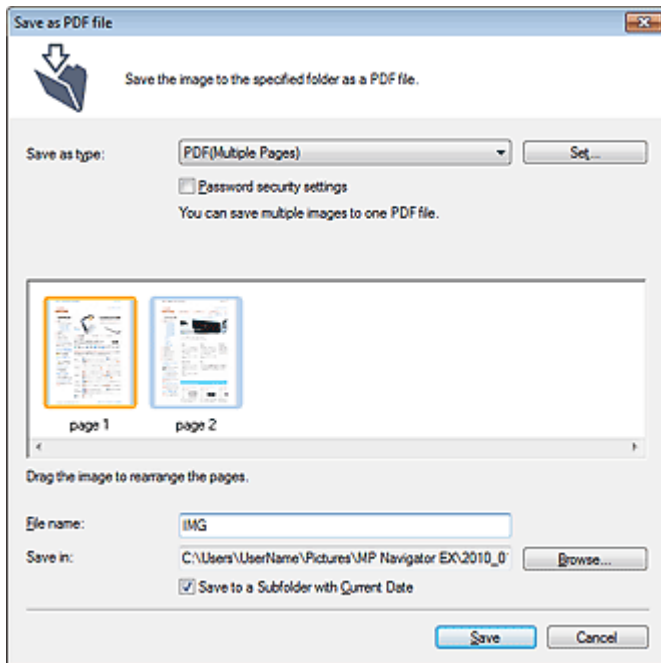 Save as PDF file
Save the image to the specified folder as a PDF file.
Save as type: PDF(Multiple Pages) Set...
Password security settings
You can save multiple images to one PDF file.
page 1 page 2
Drag the image to rearrange the pages.
File name: IMG
Save in: C:\Users\UserName\Pictures\MP Navigator EX\2010_0 Browse...
Save to a Subfolder with Current Date
Save Cancel